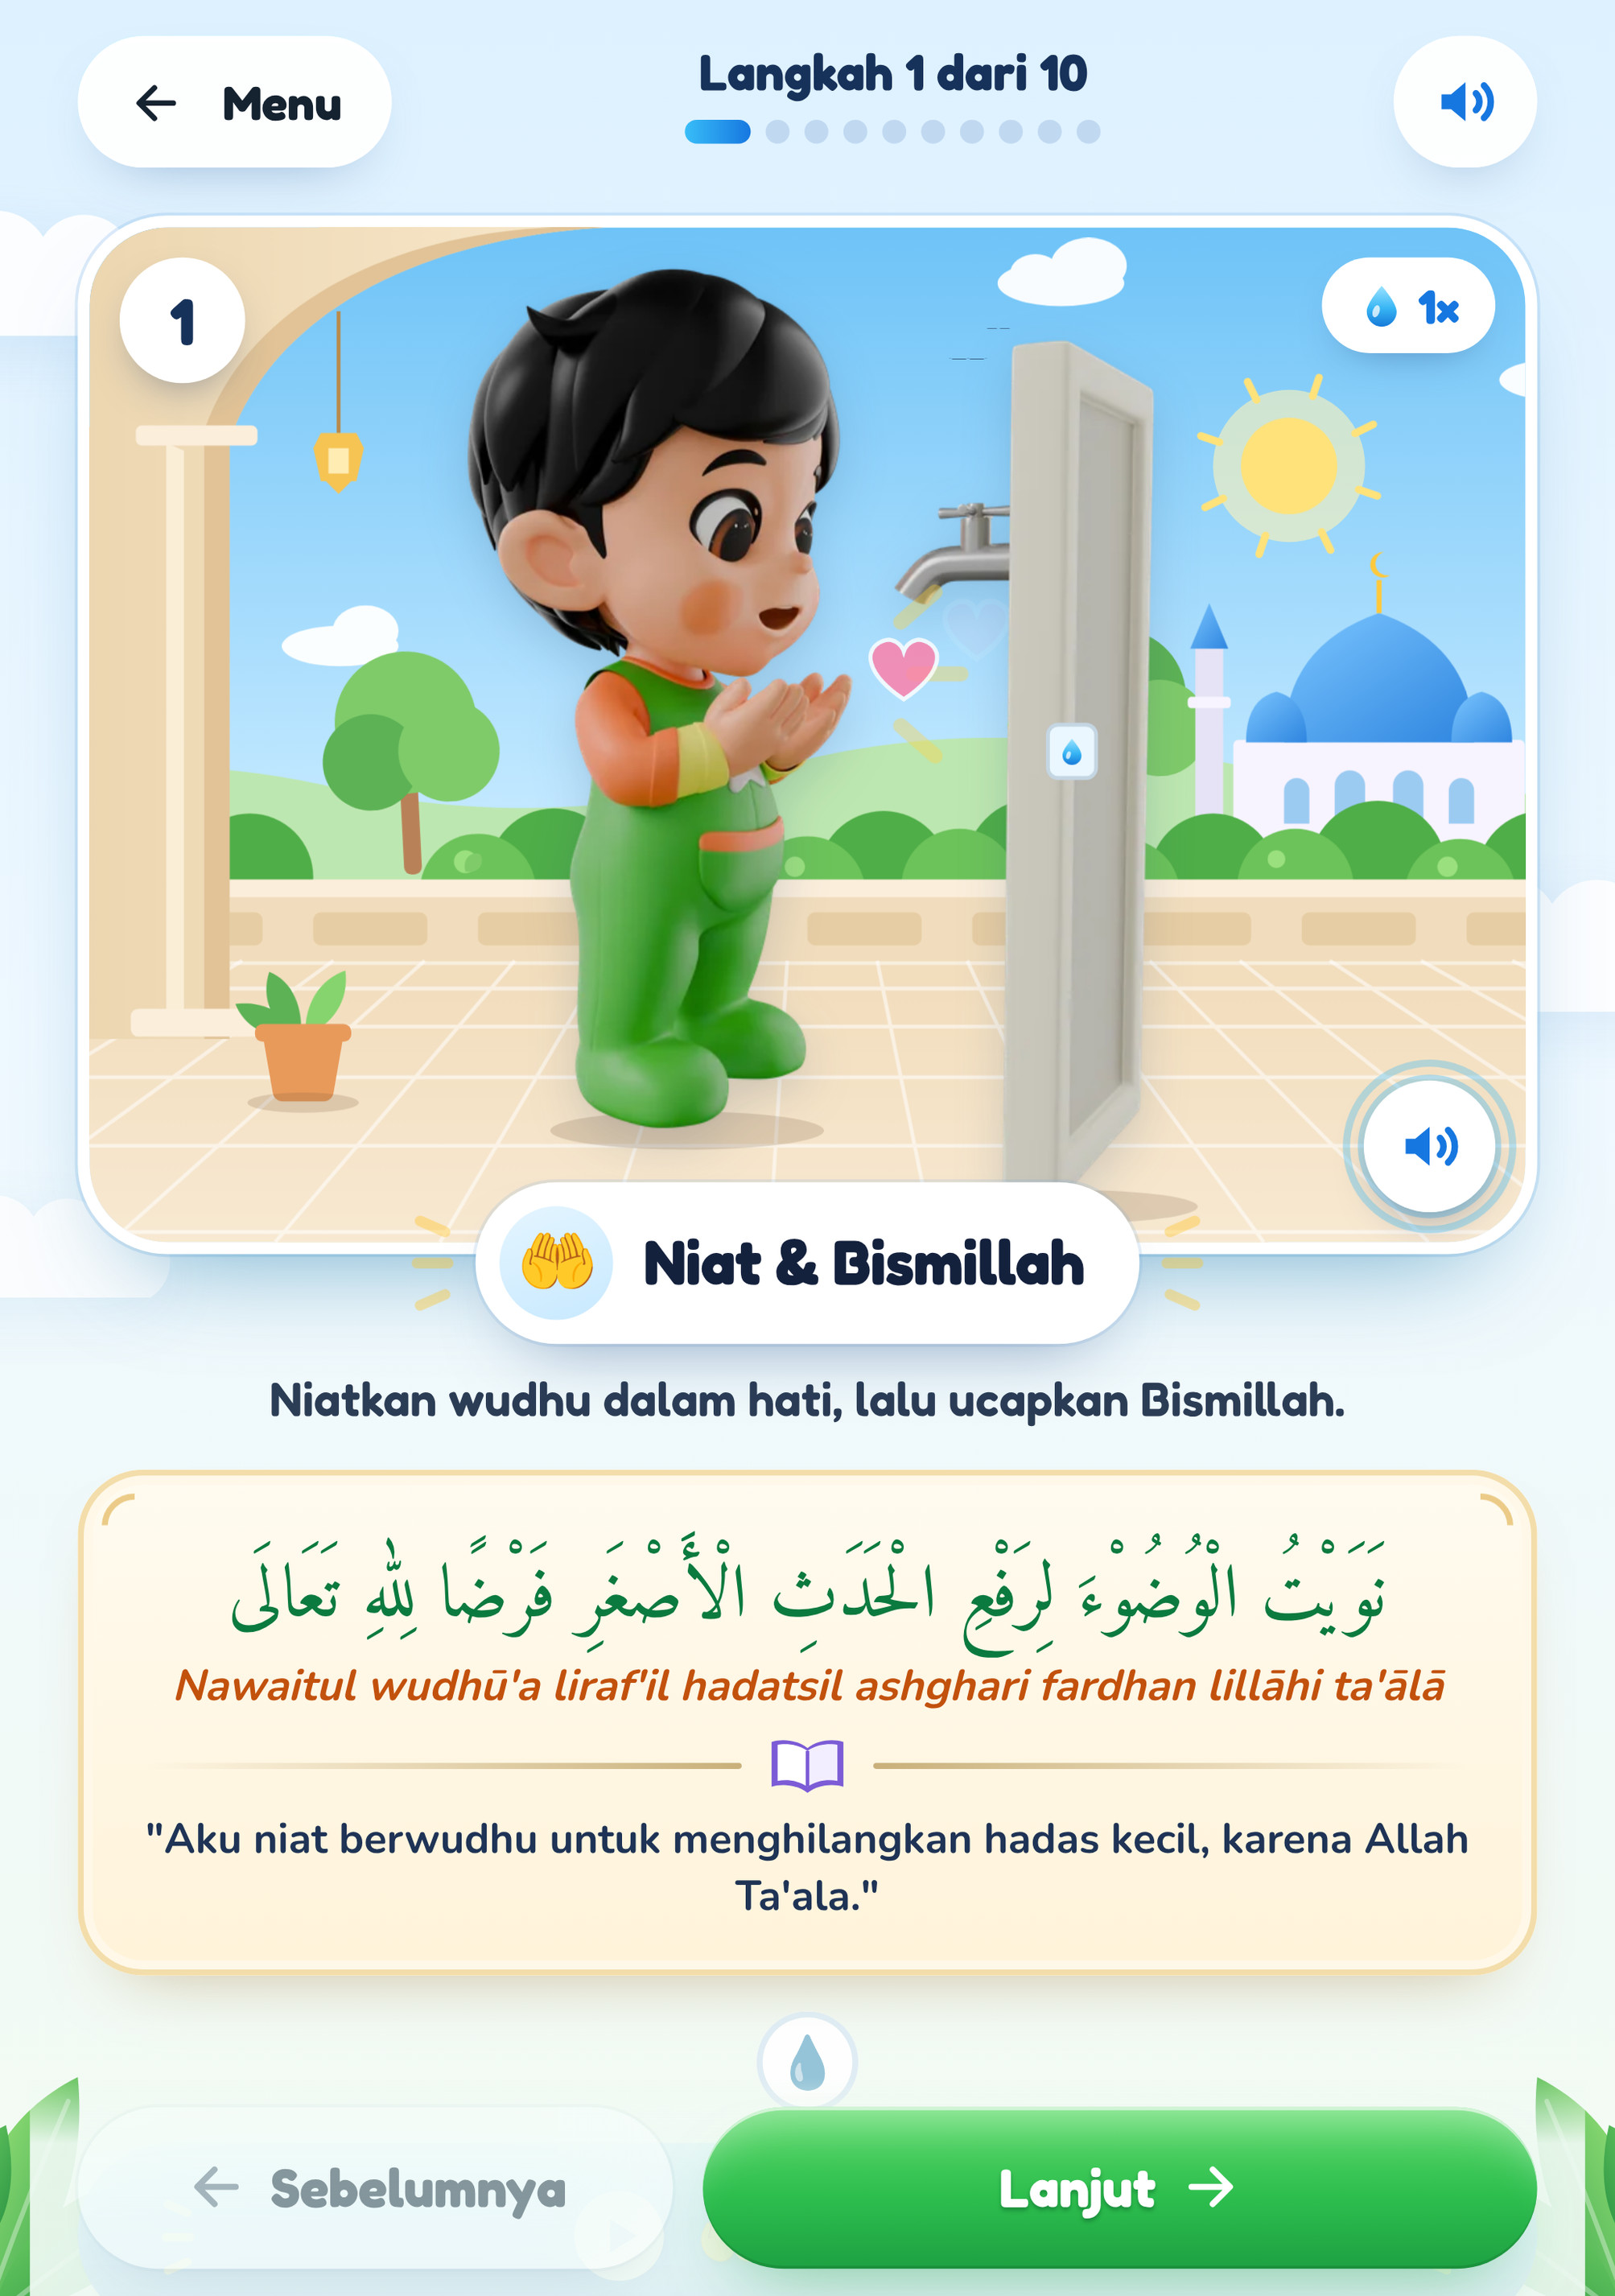 Menu
Langkah 1 dari 10
1
1x
Niat & Bismillah
Niatkan wudhu dalam hati, lalu ucapkan Bismillah.
نَوَيْتُ الْوُضُوْءَ لِرَفْعِ الْحَدَثِ الْأَصْغَرِ فَرْضًا لِلّٰهِ تَعَالَى
Nawaitul wudhū'a liraf'il hadatsil ashghari fardhan lillāhi ta'ālā
"Aku niat berwudhu untuk menghilangkan hadas kecil, karena Allah
Ta'ala."
Sebelumnya
Lanjut